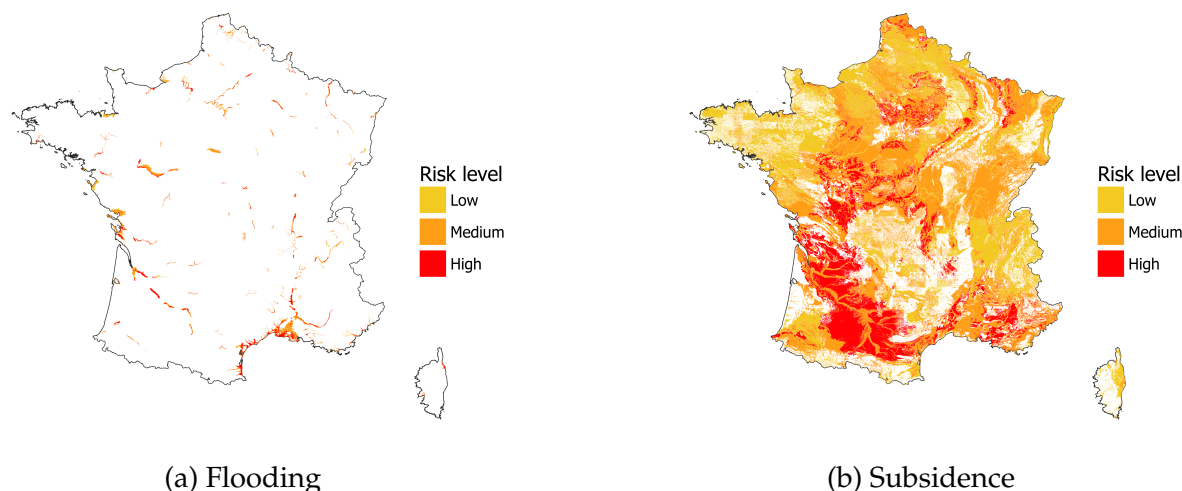 Risk level
Low
Medium
High
Risk level
Low
Medium
High
(a) Flooding
(b) Subsidence